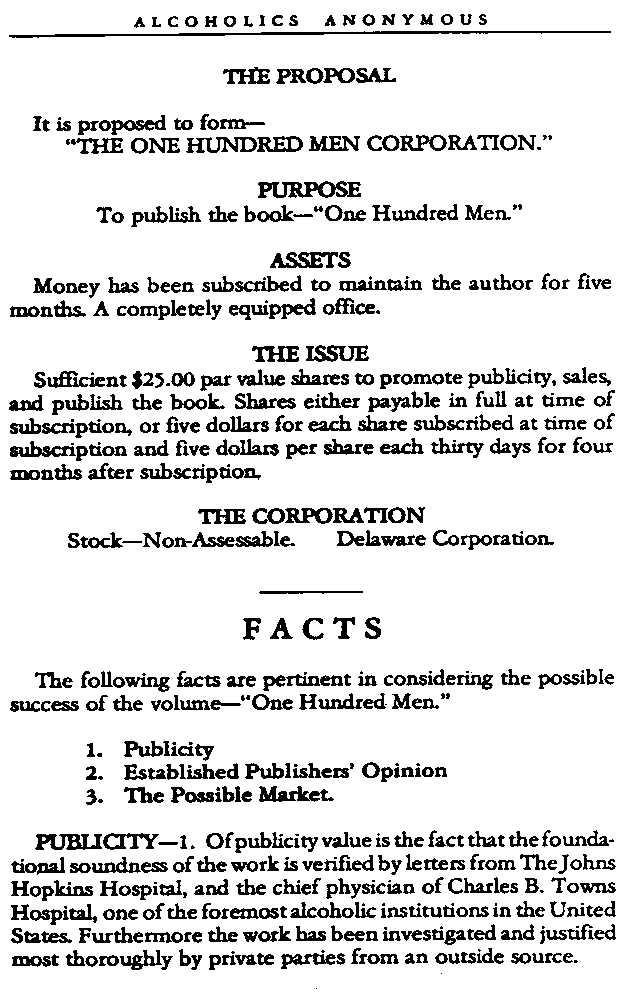 ALCOHOLICS ANONYMOUS
THE PROPOSAL
It is proposed to form—
"THE ONE HUNDRED MEN CORPORATION."
PURPOSE
To publish the book—"One Hundred Men."
ASSETS
Money has been subscribed to maintain the author for five
months. A completely equipped office.
THE ISSUE
Sufficient $25.00 par value shares to promote publicity, sales,
and publish the book. Shares either payable in full at time of
subscription, or five dollars for each share subscribed at time of
subscription and five dollars per share each thirty days for four
months after subscription.
THE CORPORATION
Stock—Non-Assessable. Delaware Corporation.
FACTS
The following facts are pertinent in considering the possible
success of the volume—"One Hundred Men."
1. Publicity
2. Established Publishers' Opinion
3. The Possible Market.
PUBLICITY—1. Of publicity value is the fact that the founda-
tional soundness of the work is verified by letters from The Johns
Hopkins Hospital, and the chief physician of Charles B. Towns
Hospital, one of the foremost alcoholic institutions in the United
States. Furthermore the work has been investigated and justified
most thoroughly by private parties from an outside source.